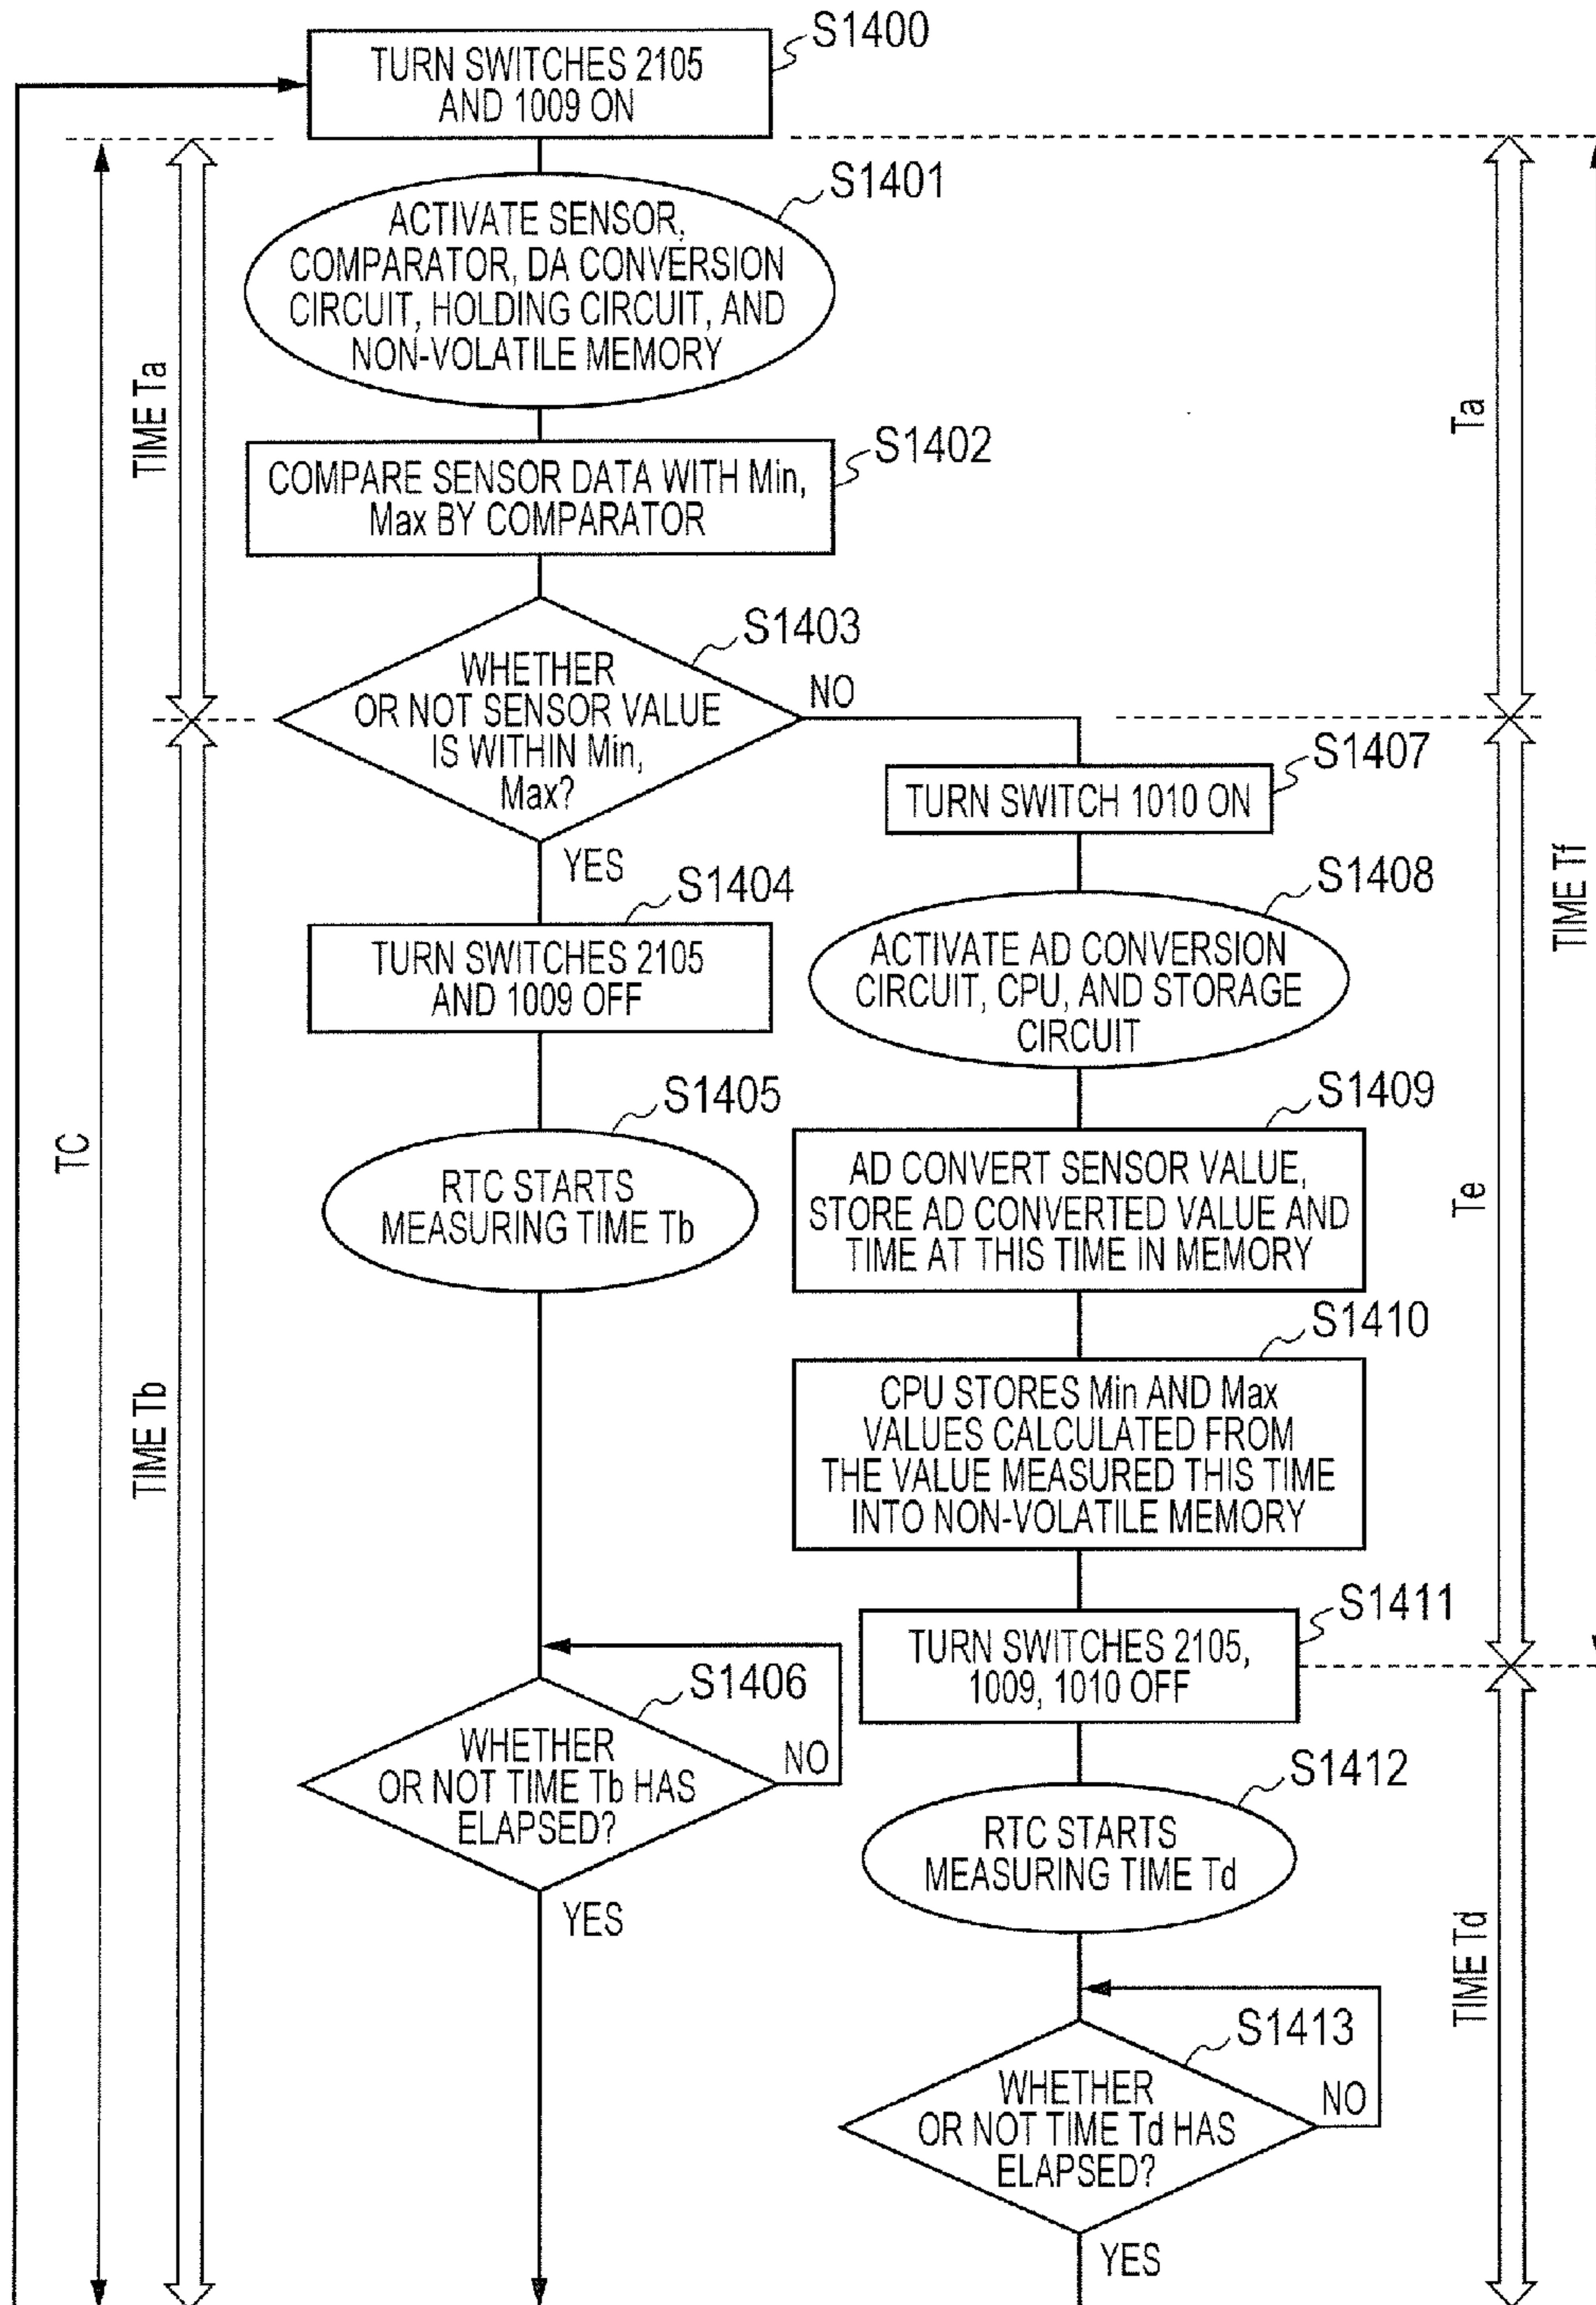 S1400
TURN SWITCHES 2105
AND 1009 ON
S1401
ACTIVATE SENSOR,
COMPARATOR, DA CONVERSION
CIRCUIT, HOLDING CIRCUIT, AND
NON-VOLATILE MEMORY
TIME Ta
Ta
S1402
COMPARE SENSOR DATA WITH Min,
Max BY COMPARATOR
S1403
WHETHER
OR NOT SENSOR VALUE
IS WITHIN Min,
Max?
NO
YES
S1404
TURN SWITCHES 2105
AND 1009 OFF
S1405
RTC STARTS
MEASURING TIME Tb
TC
TIME Tb
S1406
WHETHER
OR NOT TIME Tb HAS
ELAPSED?
NO
YES
S1407
TURN SWITCH 1010 ON
S1408
ACTIVATE AD CONVERSION
CIRCUIT, CPU, AND STORAGE
CIRCUIT
TIME Tf
S1409
AD CONVERT SENSOR VALUE,
STORE AD CONVERTED VALUE AND
TIME AT THIS TIME IN MEMORY
Te
S1410
CPU STORES Min AND Max
VALUES CALCULATED FROM
THE VALUE MEASURED THIS TIME
INTO NON-VOLATILE MEMORY
S1411
TURN SWITCHES 2105,
1009, 1010 OFF
S1412
RTC STARTS
MEASURING TIME Td
TIME Td
S1413
WHETHER
OR NOT TIME Td HAS
ELAPSED?
NO
YES